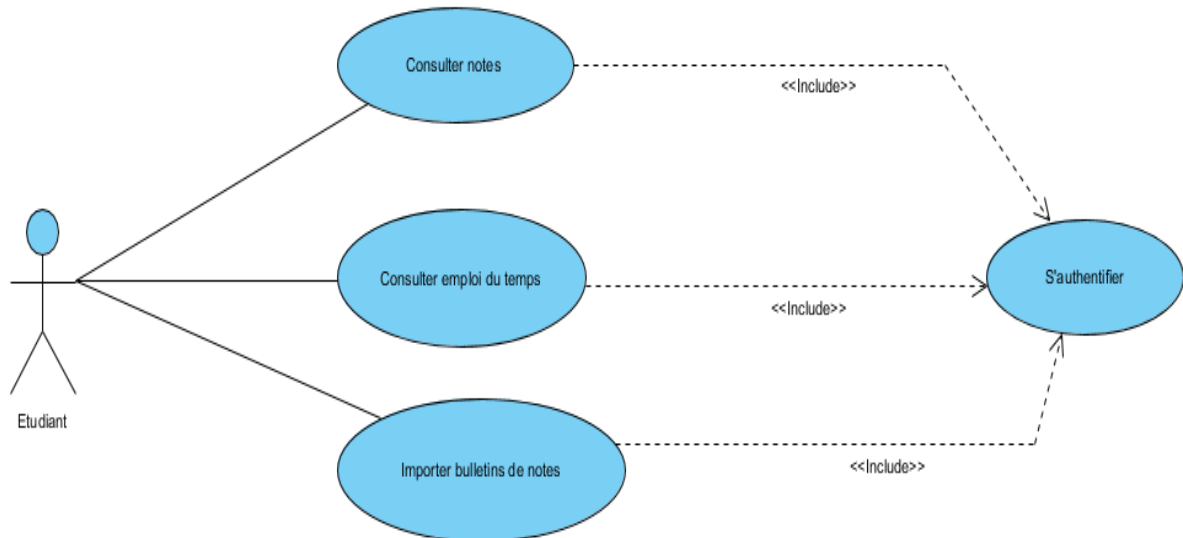 Consulter notes
<<Include>>
Consulter emploi du temps
S'authentifier
<<Include>>
Etudiant
Importer bulletins de notes
<<Include>>